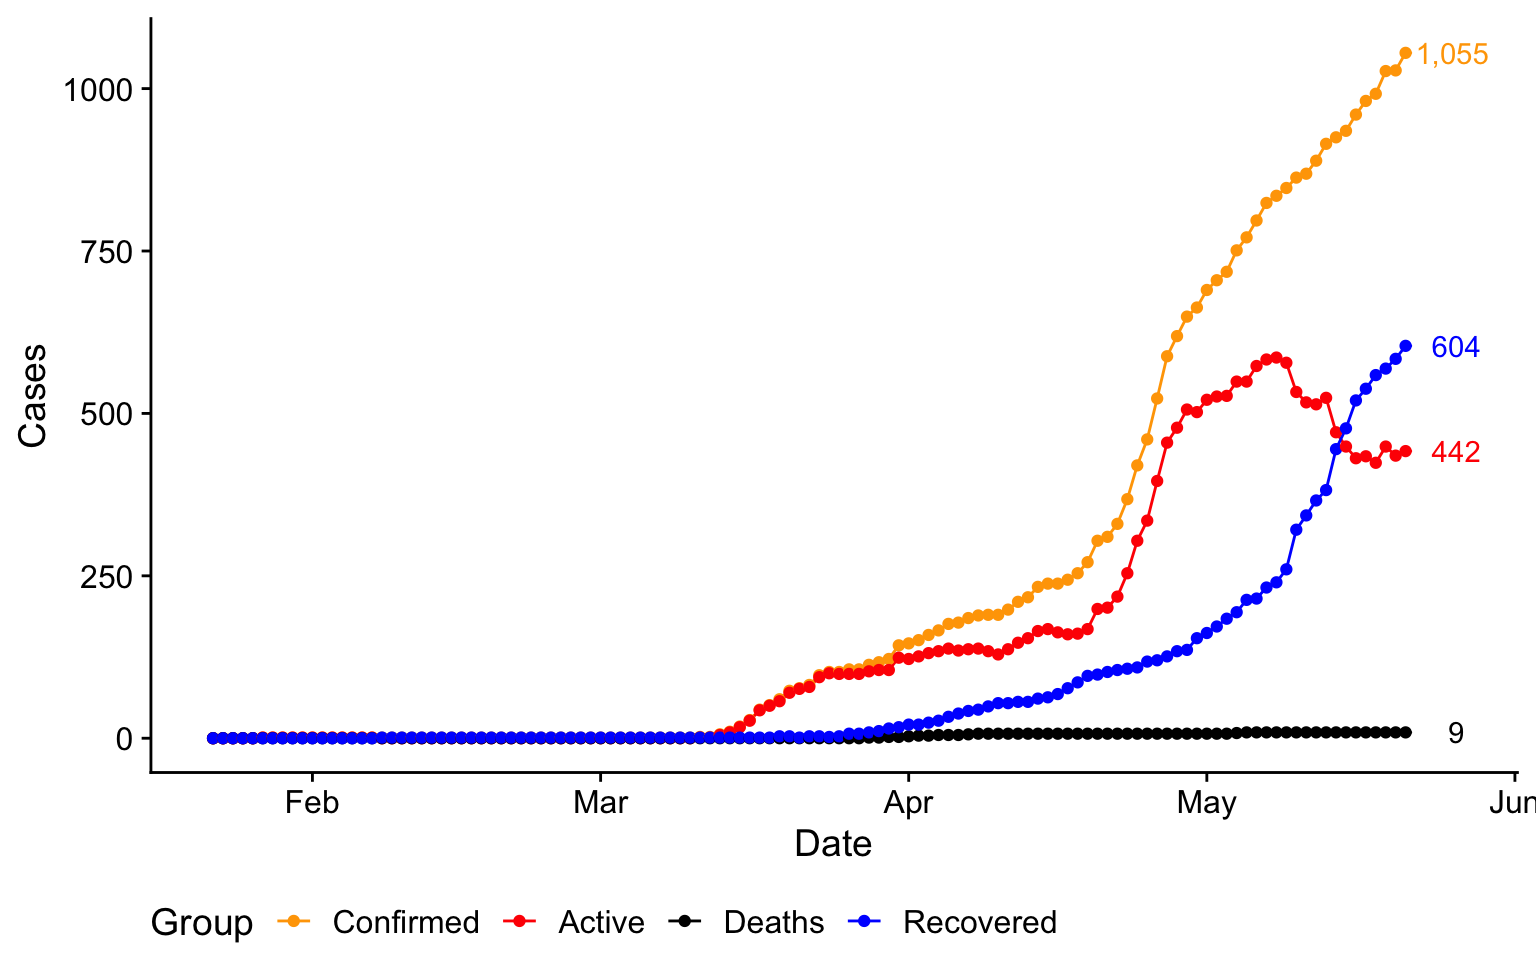 1,055
1000
750
604
Cases
500
442
250
0
9
Feb Mar Apr May Jun
Date
Group Confirmed Active Deaths Recovered